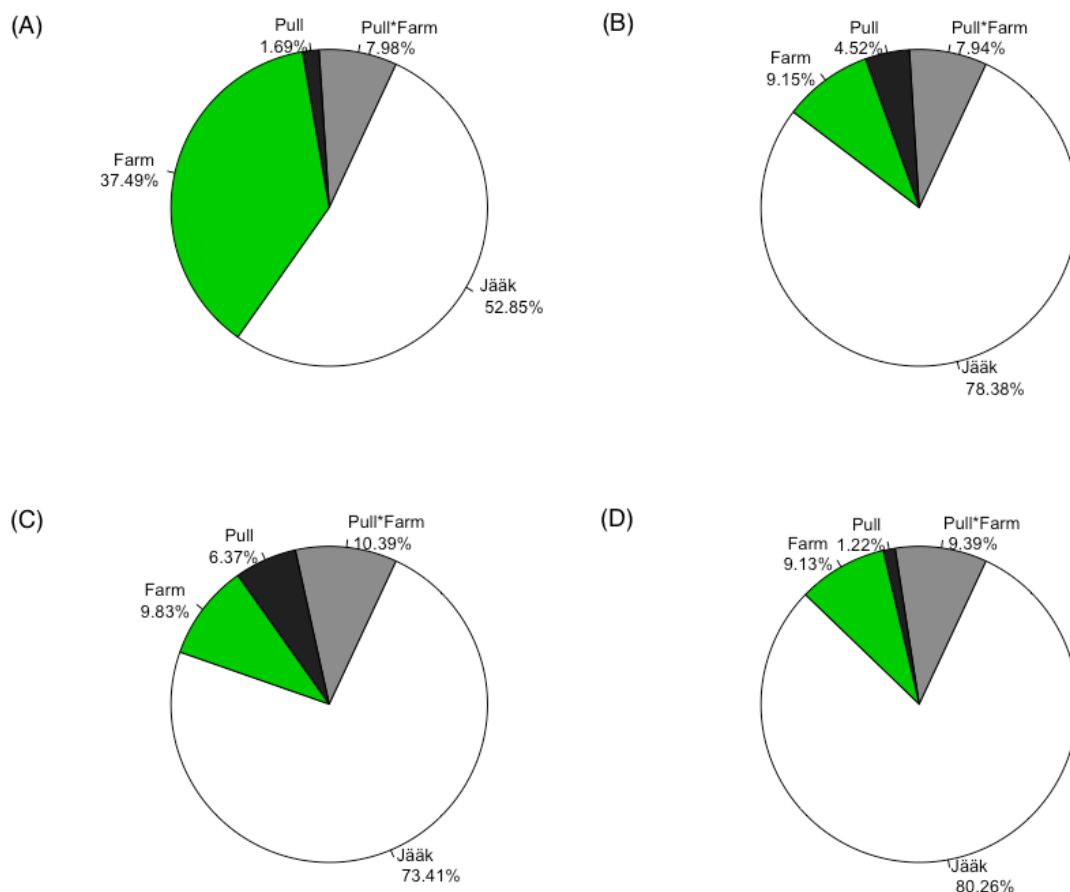 (A)
Pull
1.69%
Pull*Farm
7.98%
Farm
37.49%
Jääk
52.85%
(B)
Pull
4.52%
Pull*Farm
7.94%
Farm
9.15%
Jääk
78.38%
(C)
Pull
6.37%
Pull*Farm
10.39%
Farm
9.83%
Jääk
73.41%
(D)
Pull
1.22%
Pull*Farm
9.39%
Farm
9.13%
Jääk
80.26%